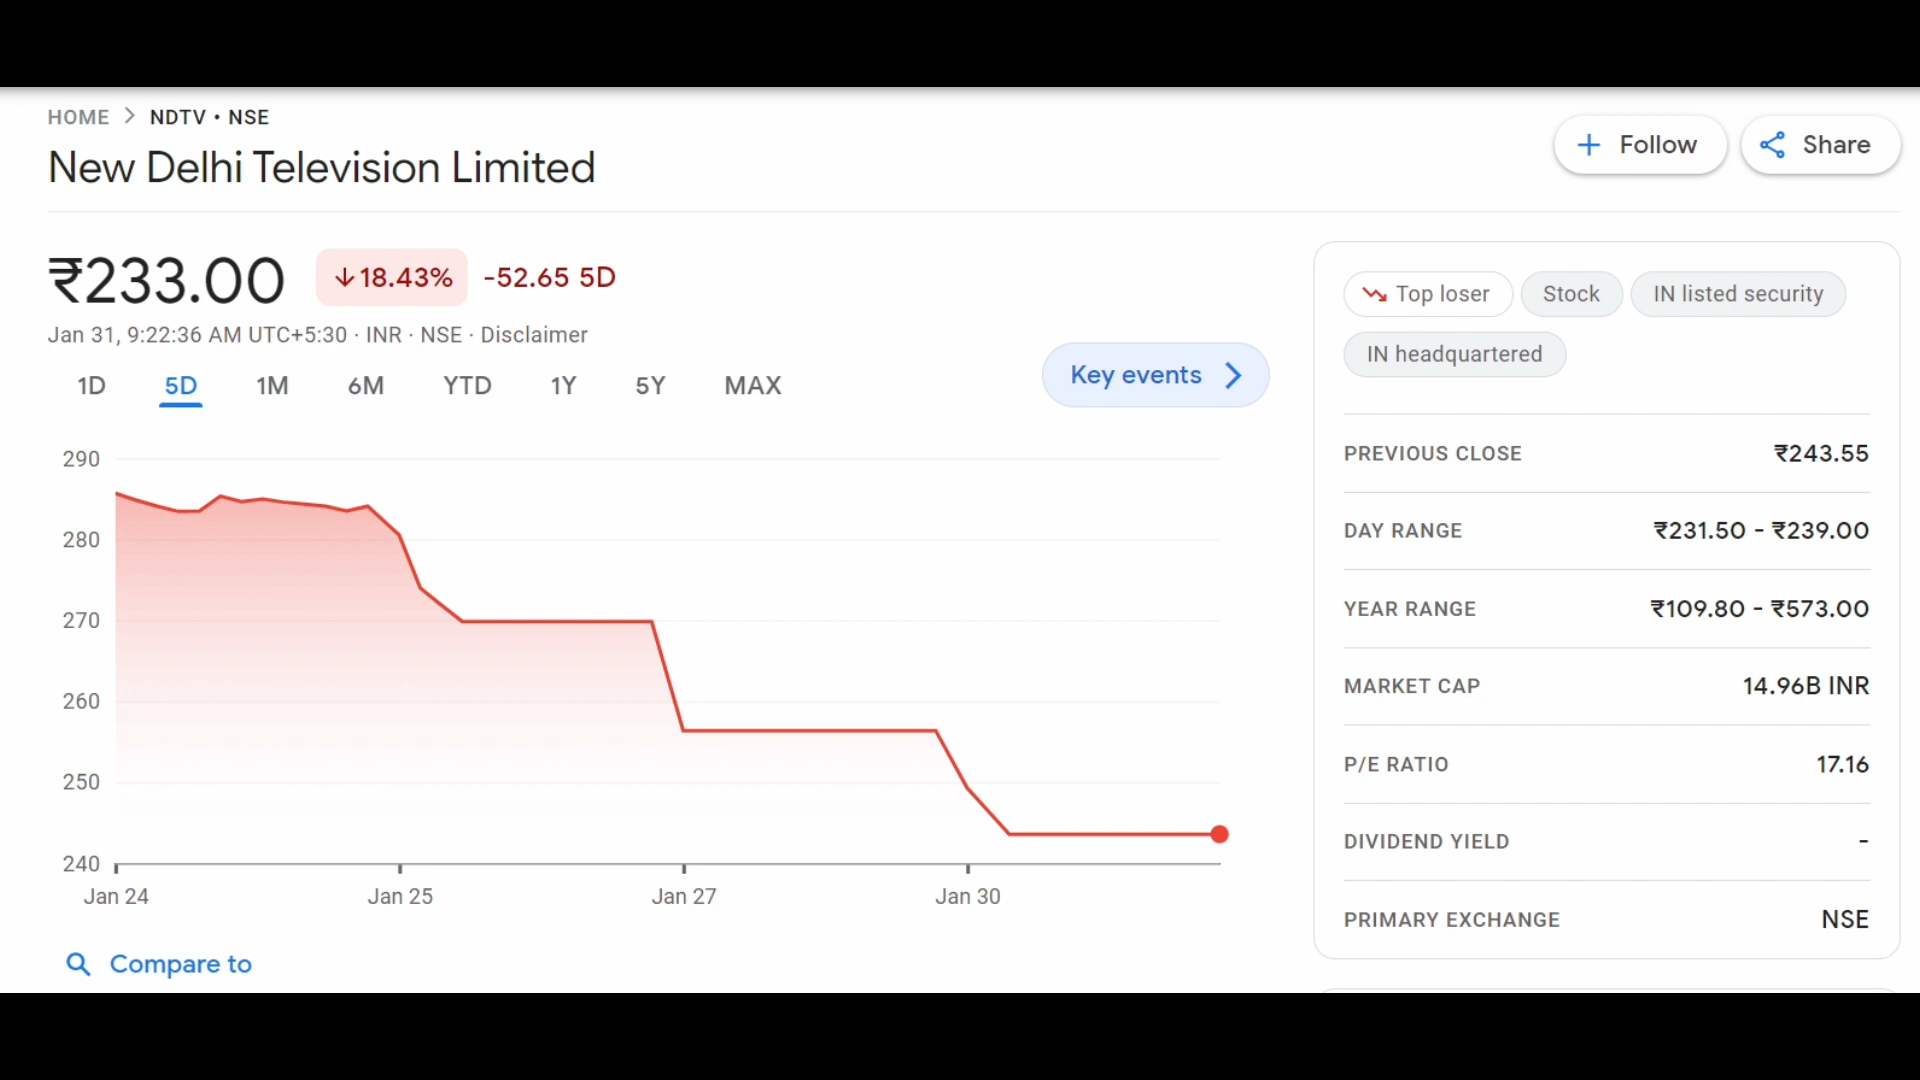 HOME > NDTV • NSE
New Delhi Television Limited
Follow
Share
₹233.00 ↓18.43% -52.65 5D
Jan 31, 9:22:36 AM UTC+5:30 · INR · NSE · Disclaimer
1D 5D 1M 6M YTD 1Y 5Y MAX
Key events
290
280
270
260
250
240
Jan 24 Jan 25 Jan 27 Jan 30
Compare to
Top loser Stock IN listed security
IN headquartered
PREVIOUS CLOSE ₹243.55
DAY RANGE ₹231.50 - ₹239.00
YEAR RANGE ₹109.80 - ₹573.00
MARKET CAP 14.96B INR
P/E RATIO 17.16
DIVIDEND YIELD -
PRIMARY EXCHANGE NSE